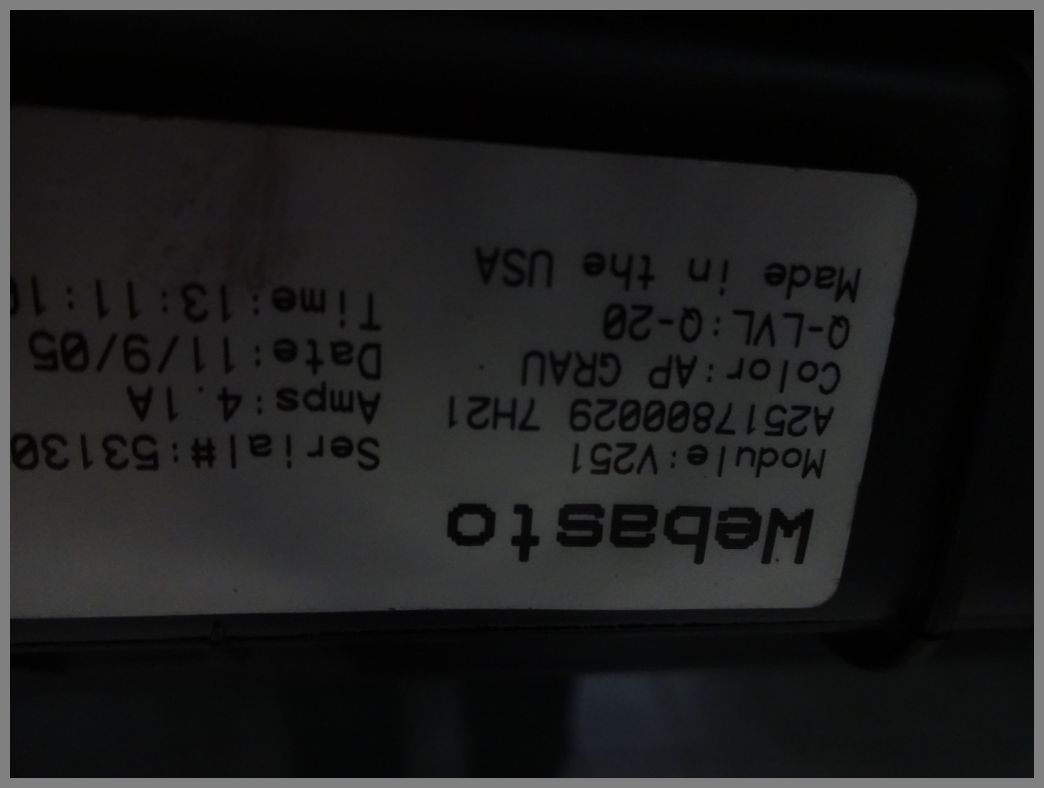 Webasto
Module:V251 Serial#:53130
A2517800029 7H21 Amps:4.1A
Color:AP GRAU Date:11/9/05
Q-LVL:Q-20 Time:13:11:10
Made in the USA